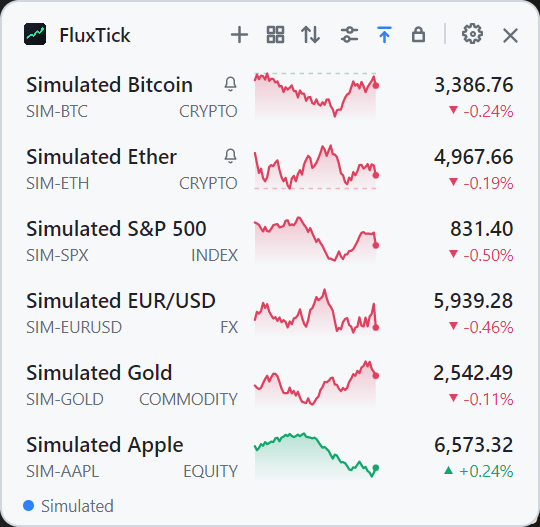 FluxTick
Simulated Bitcoin 3,386.76
SIM-BTC CRYPTO ▼ -0.24%
Simulated Ether 4,967.66
SIM-ETH CRYPTO ▼ -0.19%
Simulated S&P 500 831.40
SIM-SPX INDEX ▼ -0.50%
Simulated EUR/USD 5,939.28
SIM-EURUSD FX ▼ -0.46%
Simulated Gold 2,542.49
SIM-GOLD COMMODITY ▼ -0.11%
Simulated Apple 6,573.32
SIM-AAPL EQUITY ▲ +0.24%
Simulated